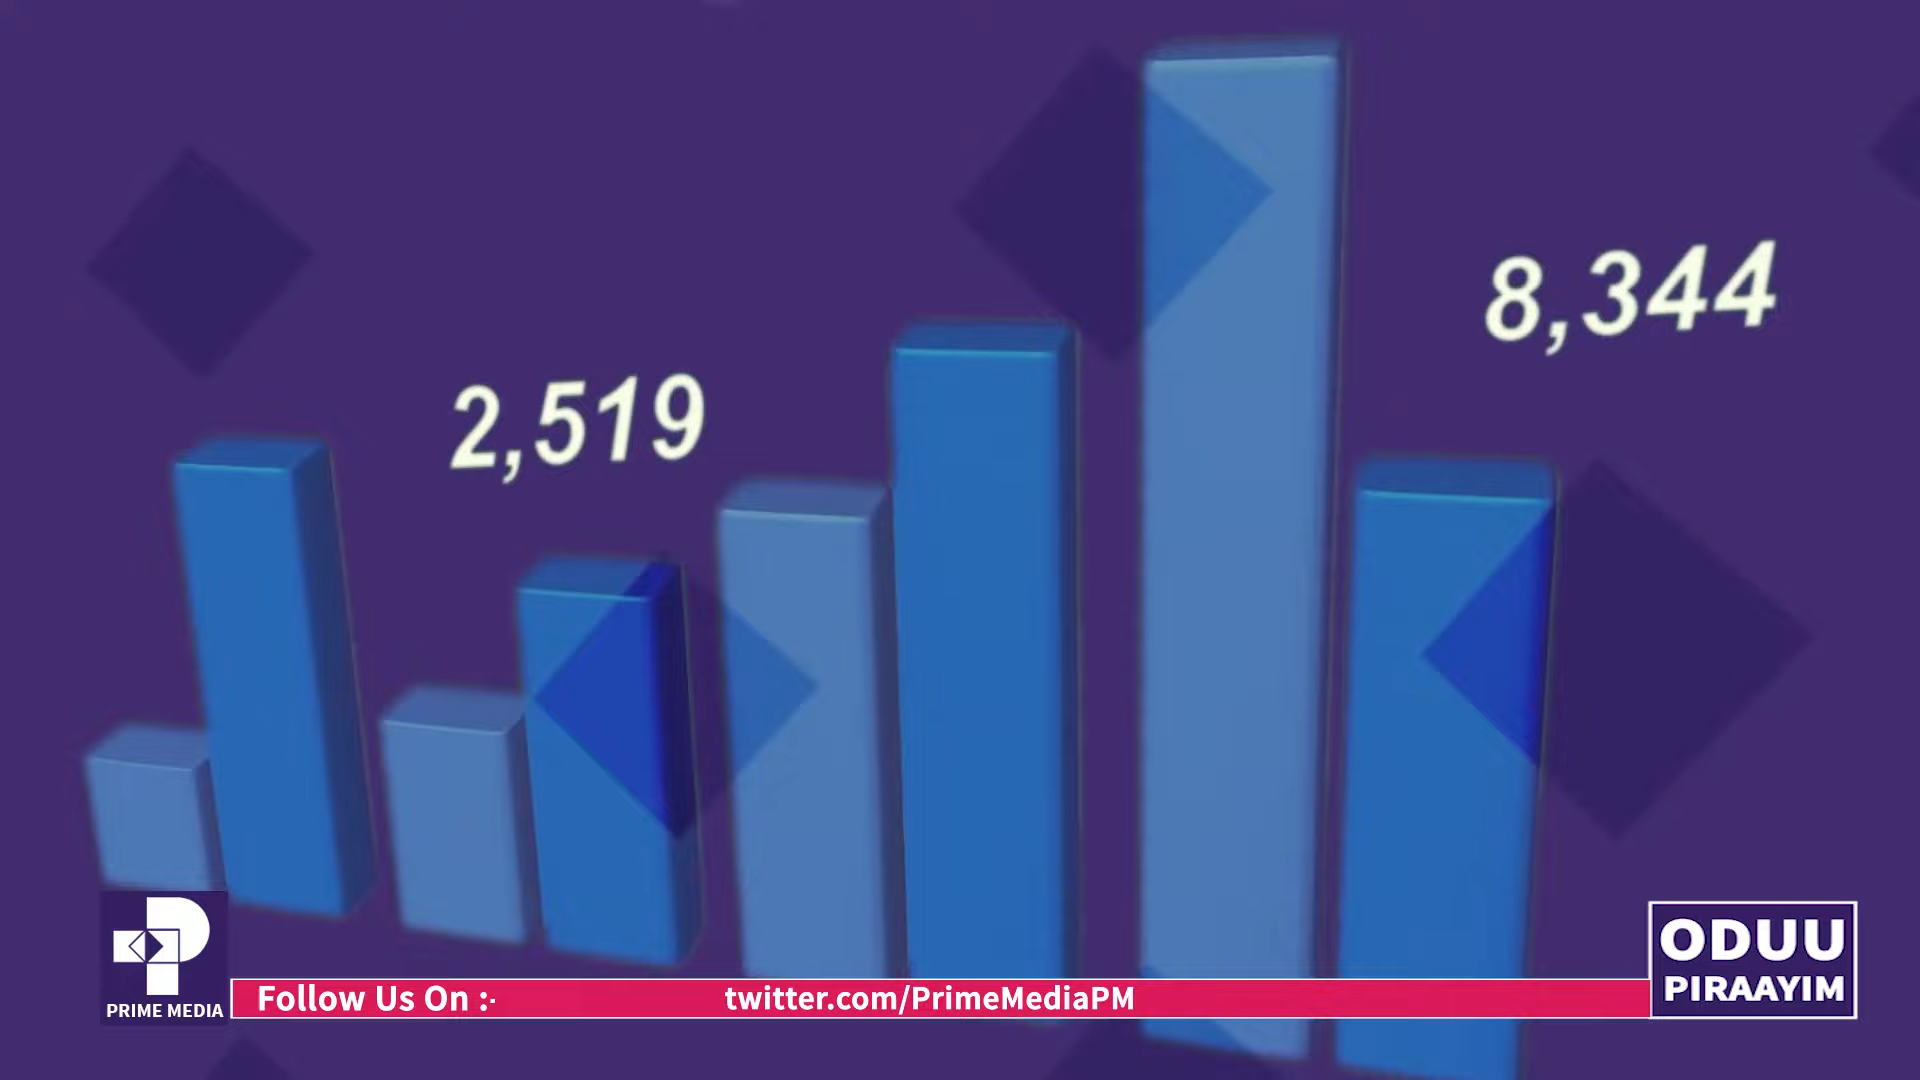 8,344
2,519
ODUU
PIRAAYIM
PRIME MEDIA
Follow Us On :-
twitter.com/PrimeMediaPM